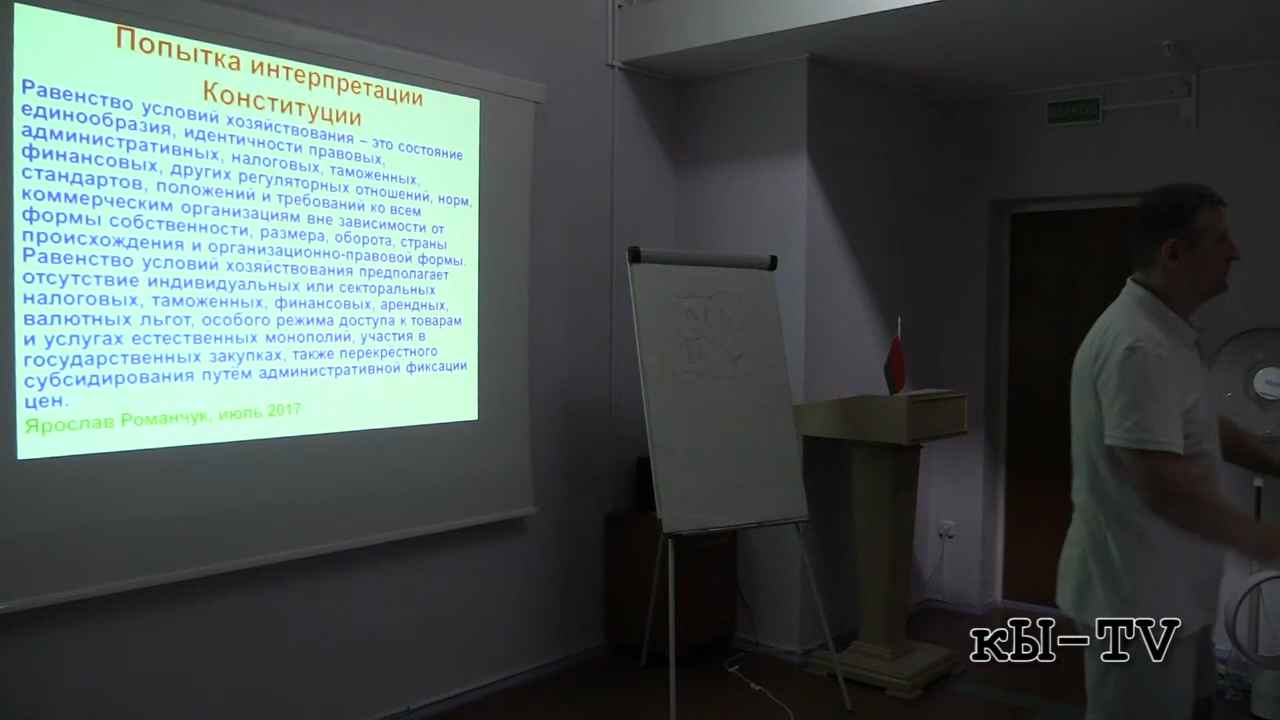 Попытка интерпретации
Конституции
Равенство условий хозяйствования – это состояние
единообразия, идентичности правовых,
административных, налоговых, таможенных,
финансовых, других регуляторных отношений, норм,
стандартов, положений и требований ко всем
коммерческим организациям вне зависимости от
формы собственности, размера, оборота, страны
происхождения и организационно-правовой формы.
Равенство условий хозяйствования предполагает
отсутствие индивидуальных или секторальных
налоговых, таможенных, финансовых, арендных,
валютных льгот, особого режима доступа к товарам
и услугах естественных монополий, участия в
государственных закупках, также перекрёстного
субсидирования путём административной фиксации
цен.
Ярослав Романчук, июль 2017
ВЫХОД
кЫ-TV